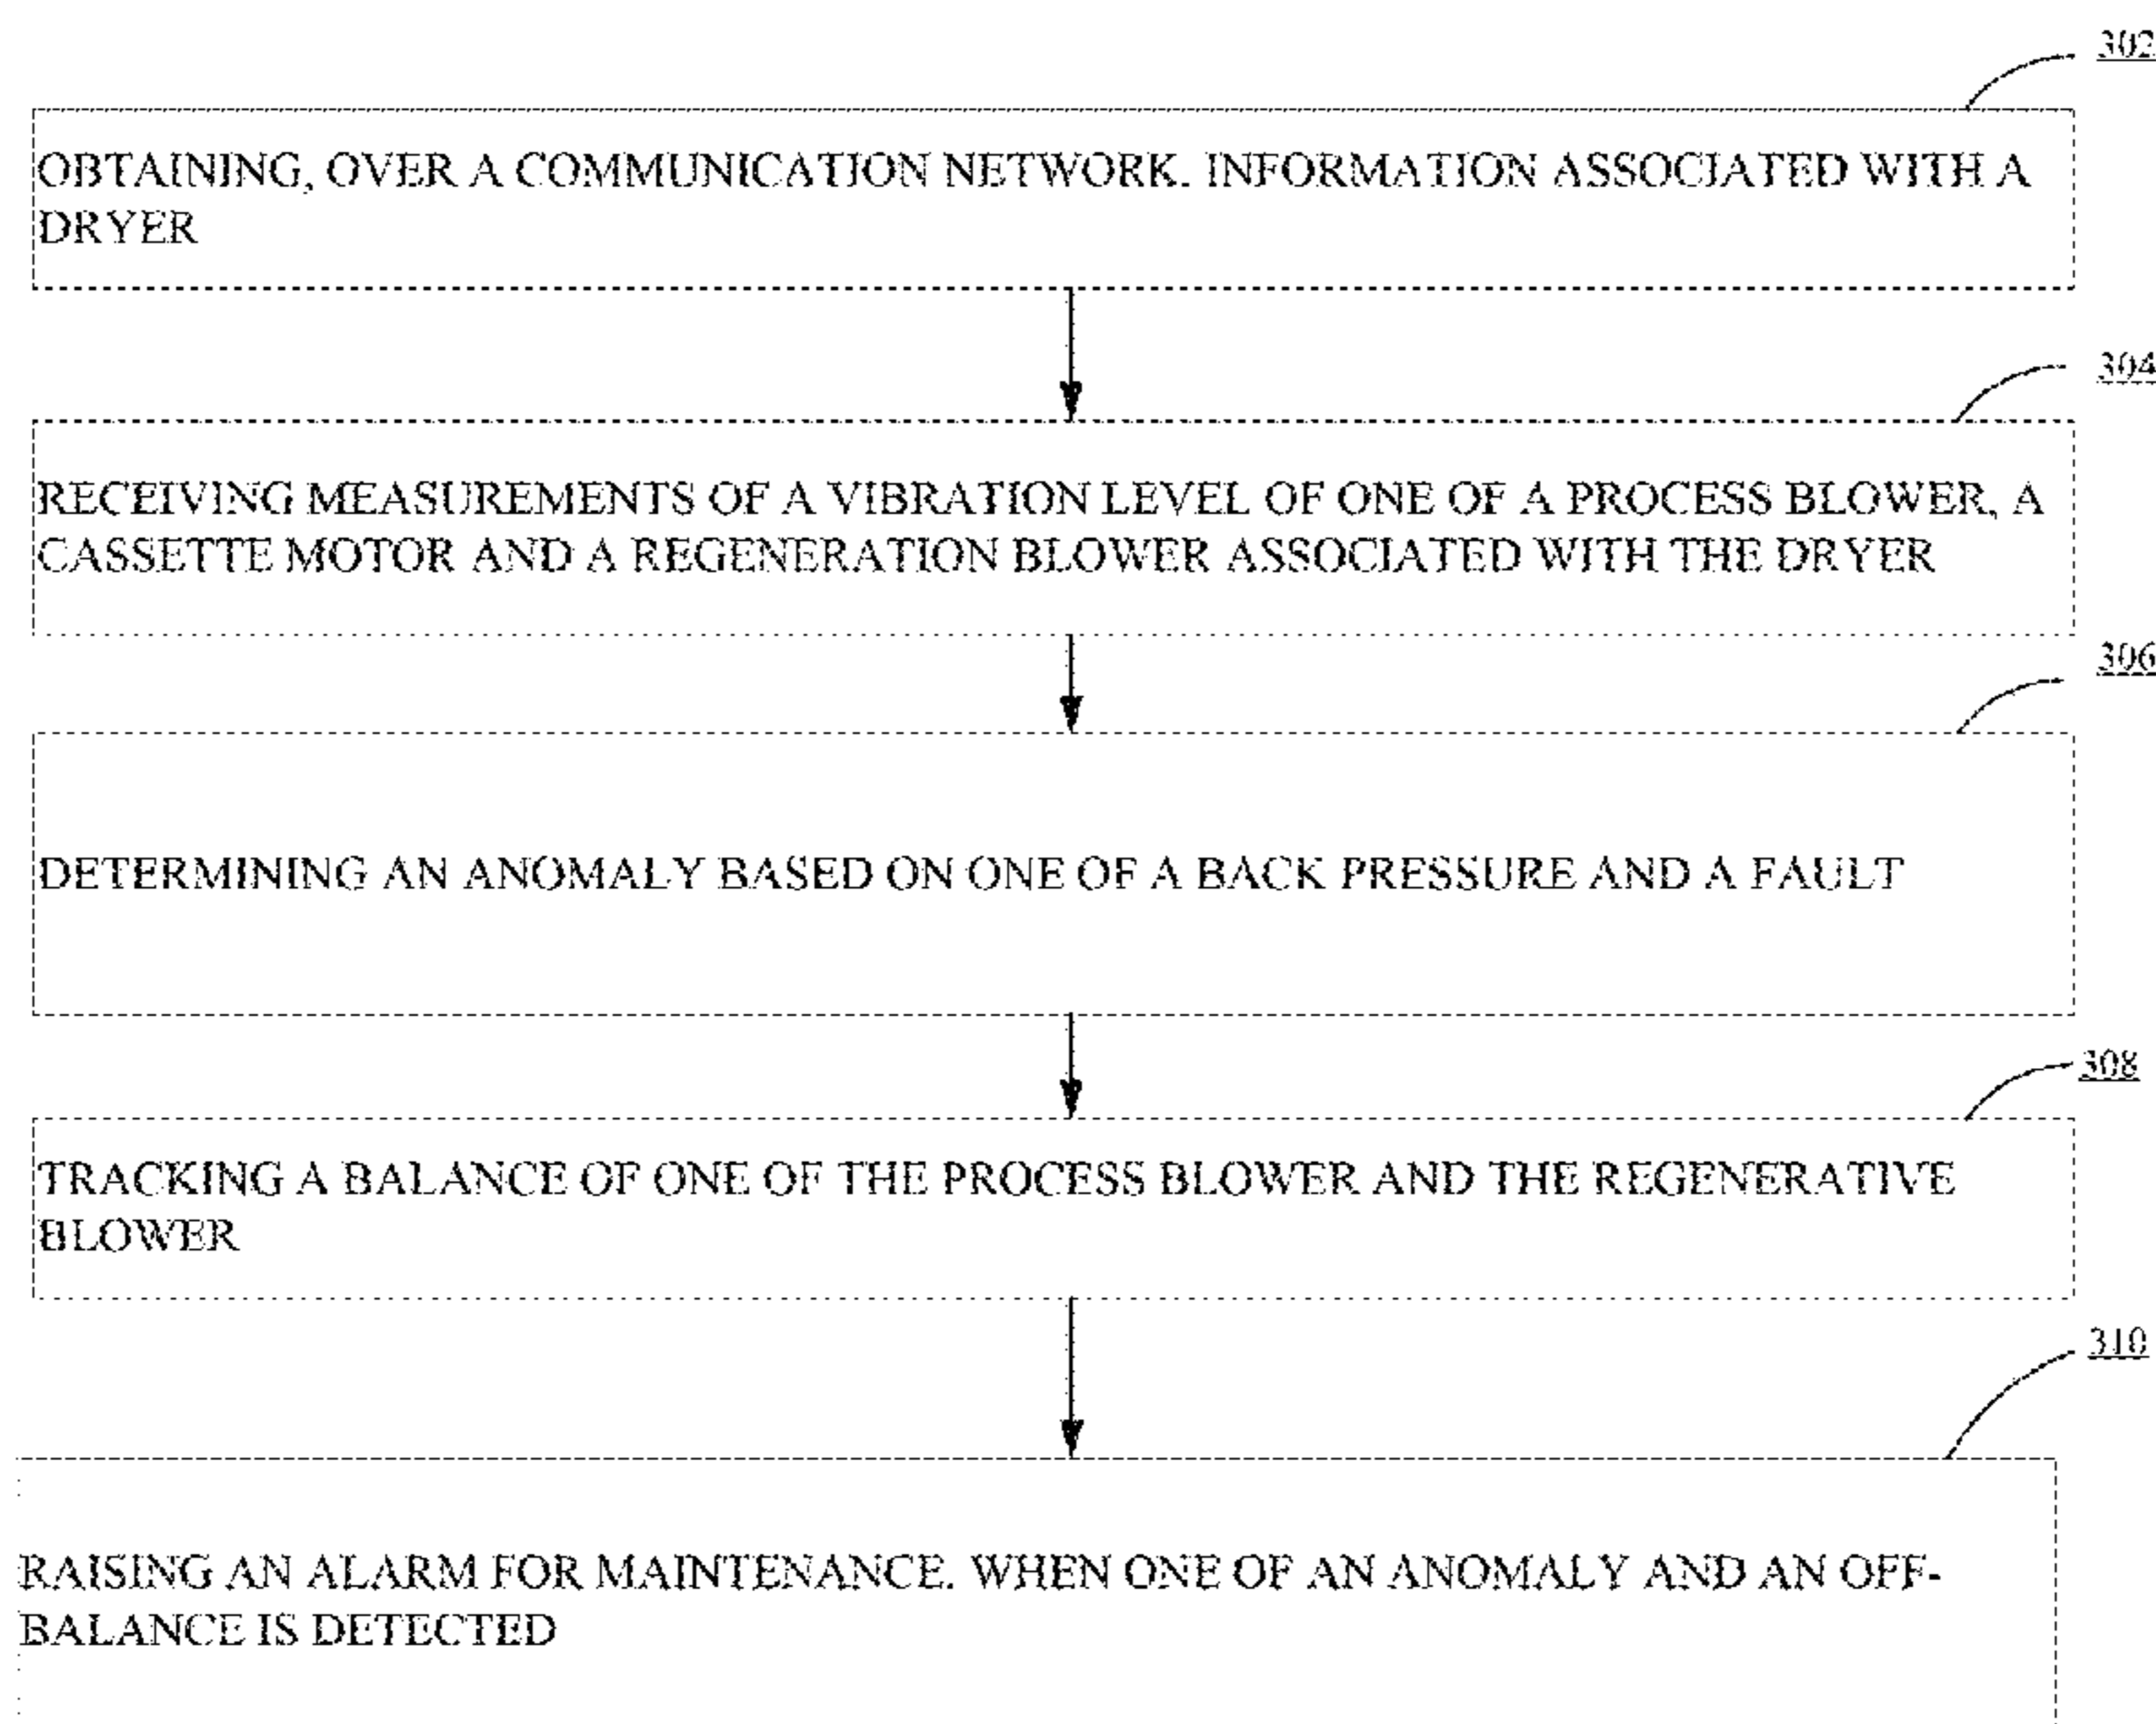 302
OBTAINING, OVER A COMMUNICATION NETWORK. INFORMATION ASSOCIATED WITH A
DRYER
304
RECEIVING MEASUREMENTS OF A VIBRATION LEVEL OF ONE OF A PROCESS BLOWER, A
CASSETTE MOTOR AND A REGENERATION BLOWER ASSOCIATED WITH THE DRYER
306
DETERMINING AN ANOMALY BASED ON ONE OF A BACK PRESSURE AND A FAULT
308
TRACKING A BALANCE OF ONE OF THE PROCESS BLOWER AND THE REGENERATIVE
BLOWER
310
RAISING AN ALARM FOR MAINTENANCE. WHEN ONE OF AN ANOMALY AND AN OFF-
BALANCE IS DETECTED